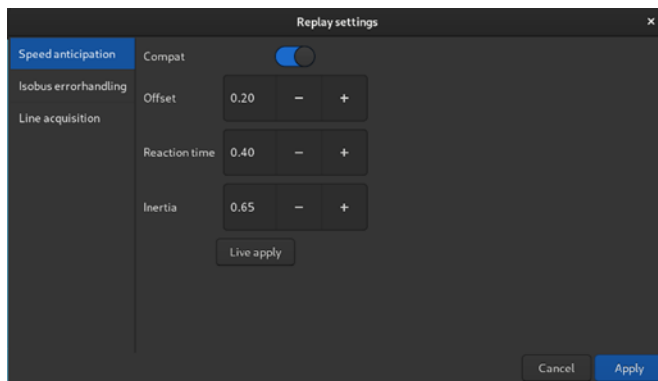 Replay settings ×
Speed anticipation
Isobus errorhandling
Line acquisition
Compat
Offset 0.20 − +
Reaction time 0.40 − +
Inertia 0.65 − +
Live apply
Cancel Apply